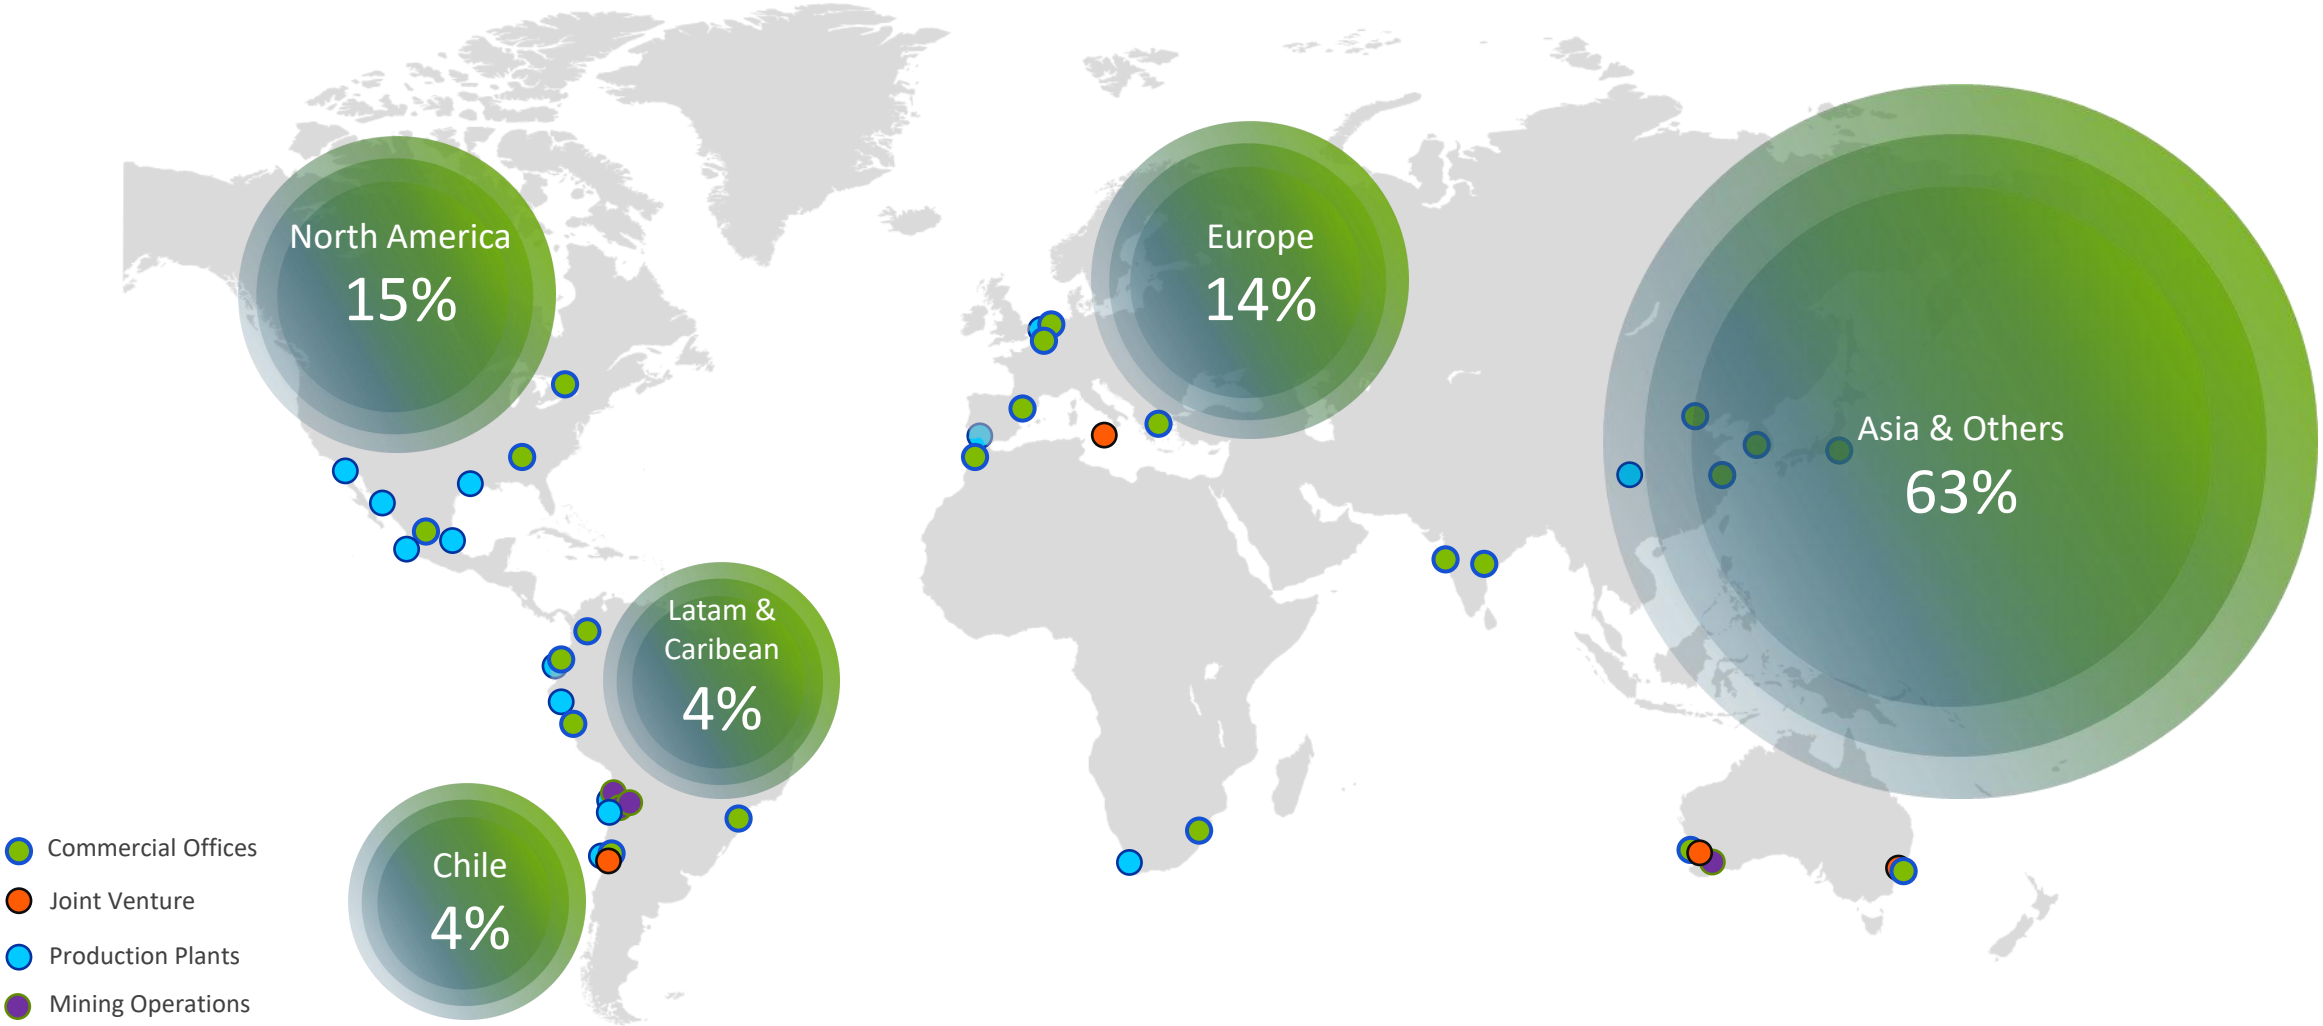 North America
15%
Europe
14%
Asia & Others
63%
Latam &
Caribean
4%
Chile
4%
Commercial Offices
Joint Venture
Production Plants
Mining Operations